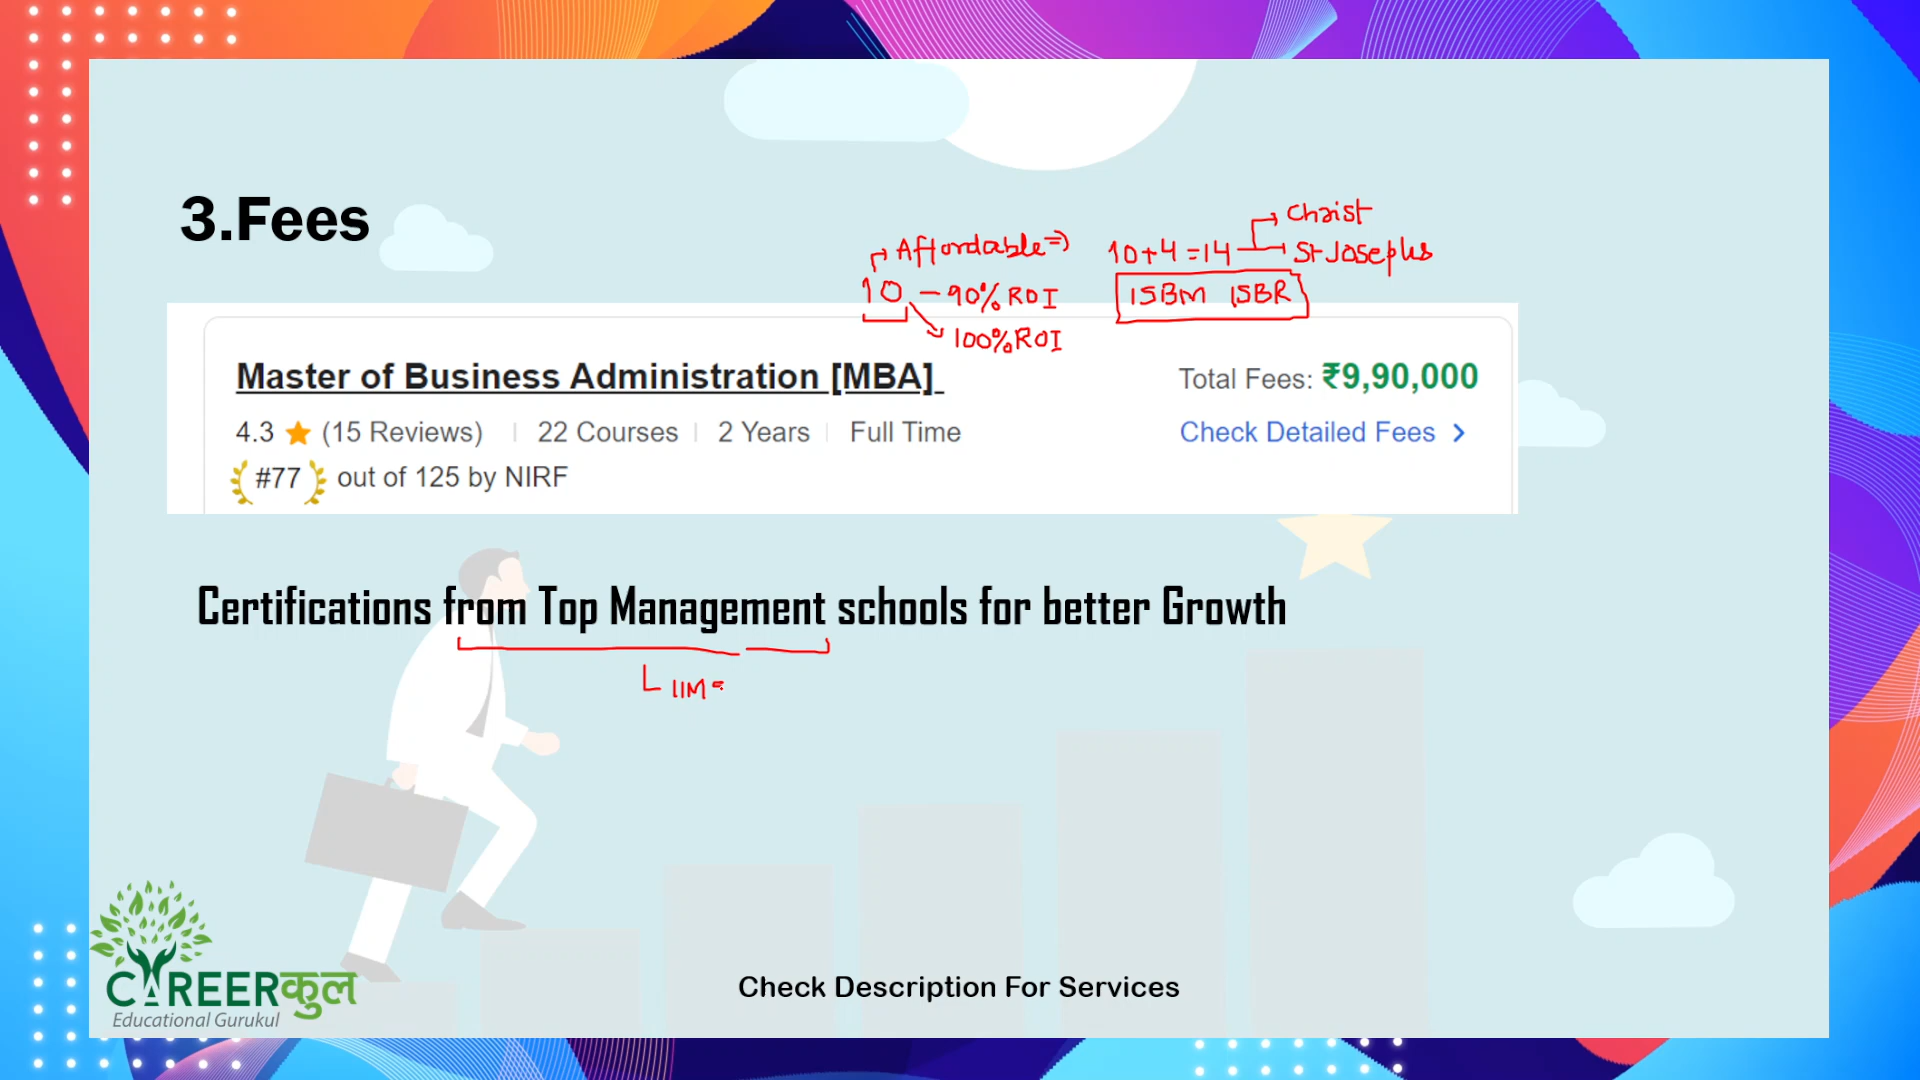 3.Fees
Christ
Affordable => 10+4=14 St Josephs
10 - 90% ROI ISBM ISBR
100% ROI
Master of Business Administration [MBA] Total Fees: ₹9,90,000
4.3 (15 Reviews) 22 Courses 2 Years Full Time Check Detailed Fees >
#77 out of 125 by NIRF
Certifications from Top Management schools for better Growth
IIM
CAREERकुल
Educational Gurukul
Check Description For Services